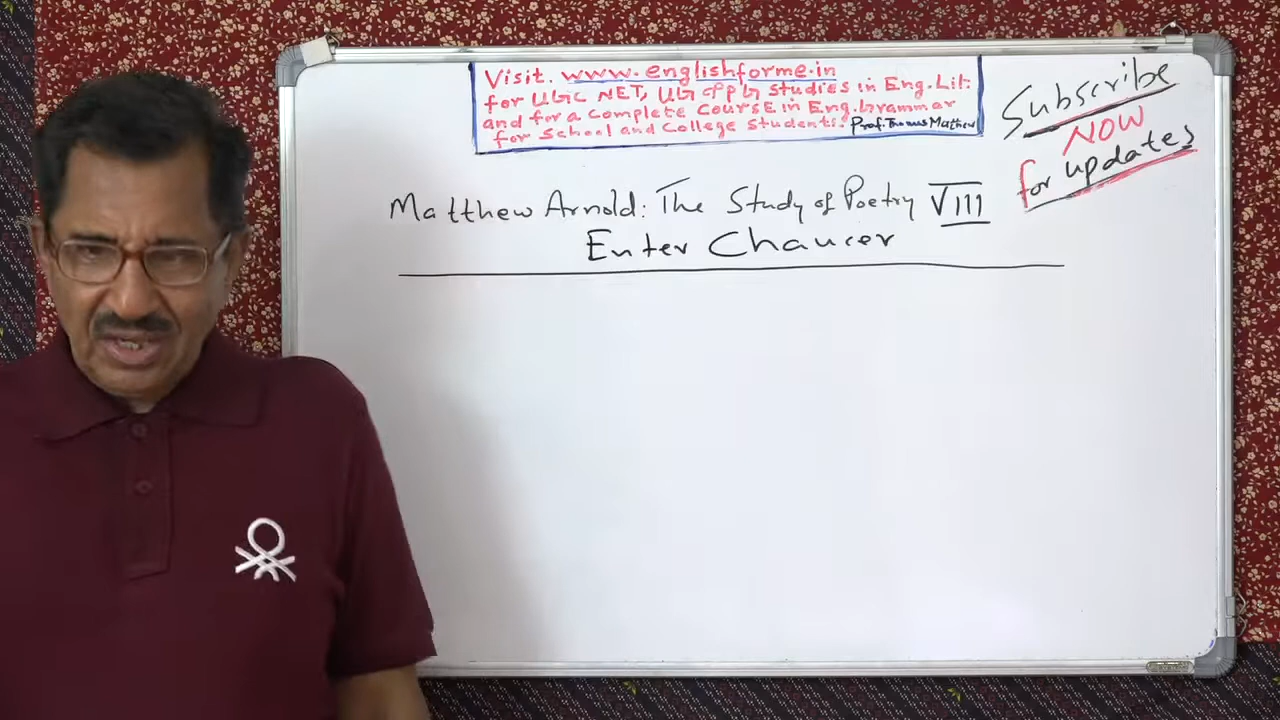 Visit. www.englishforme.in
for UGC NET, UG & PG Studies in Eng. Lit:
and for a Complete Course in Eng. Grammar
for School and College Students. Prof. Thomas Mathew
Subscribe
NOW
for updates
Matthew Arnold: The Study of Poetry VIII
Enter Chaucer